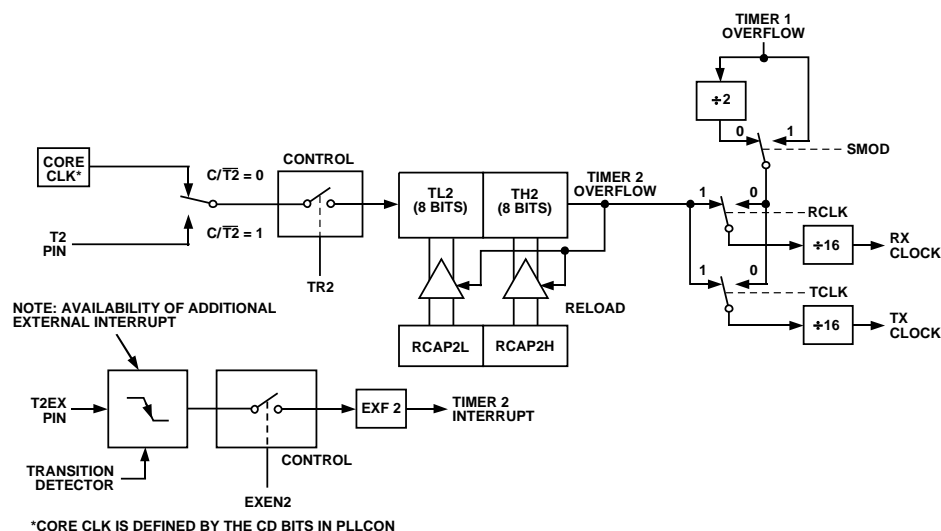 TIMER 1
OVERFLOW
÷2
0
1
SMOD
CORE
CLK*
C/T2̅ = 0
CONTROL
TL2
(8 BITS)
TH2
(8 BITS)
TIMER 2
OVERFLOW
1
0
RCLK
C/T2̅ = 1
T2
PIN
÷16
RX
CLOCK
TR2
1
0
TCLK
RELOAD
NOTE: AVAILABILITY OF ADDITIONAL
EXTERNAL INTERRUPT
÷16
TX
CLOCK
RCAP2L
RCAP2H
T2EX
PIN
EXF 2
TIMER 2
INTERRUPT
CONTROL
TRANSITION
DETECTOR
EXEN2
*CORE CLK IS DEFINED BY THE CD BITS IN PLLCON